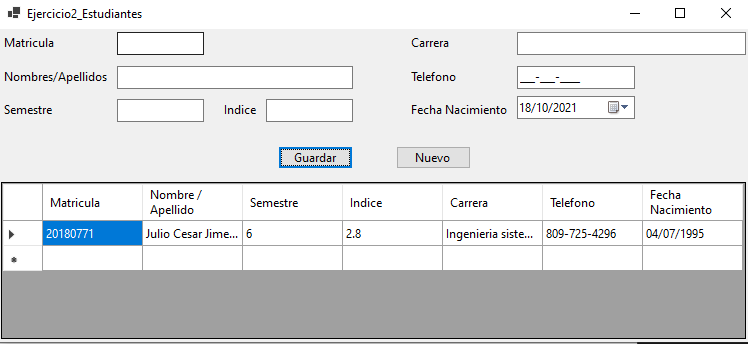 Ejercicio2_Estudiantes
Matricula
Carrera
Nombres/Apellidos
Telefono
___-___-____
Semestre
Indice
Fecha Nacimiento
18/10/2021
Guardar
Nuevo
Matricula
Nombre /
Apellido
Semestre
Indice
Carrera
Telefono
Fecha
Nacimiento
20180771
Julio Cesar Jime...
6
2.8
Ingenieria siste...
809-725-4296
04/07/1995